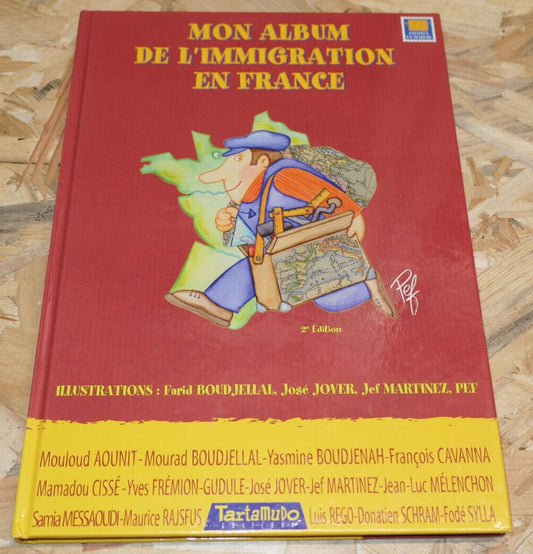 MON ALBUM
DE L'IMMIGRATION
EN FRANCE
Pef
2e Édition
ILLUSTRATIONS : Farid BOUDJELLAL, José JOVER, Jef MARTINEZ, PEF
Mouloud AOUNIT-Mourad BOUDJELLAL-Yasmine BOUDJENAH-François CAVANNA
Mamadou CISSÉ-Yves FRÉMION-GUDULE-José JOVER-Jef MARTINEZ-Jean-Luc MÉLENCHON
Samia MESSAOUDI-Maurice RAJSFUS TARTAMUDO Luis REGO-Donatien SCHRAM-Fodé SYLLA
EDITIONS